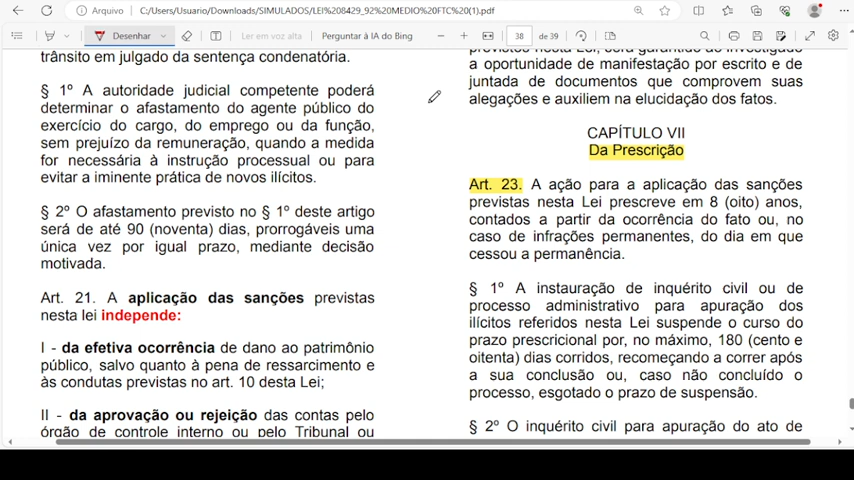 Arquivo
C:/Users/Usuario/Downloads/SIMULADOS/LEI%208429_92%20MEDIO%20FTC%20(1).pdf
Desenhar
Ler em voz alta
Perguntar à IA do Bing
38
de 39
trânsito em julgado da sentença condenatória.
§ 1º A autoridade judicial competente poderá
determinar o afastamento do agente público do
exercício do cargo, do emprego ou da função,
sem prejuízo da remuneração, quando a medida
for necessária à instrução processual ou para
evitar a iminente prática de novos ilícitos.
§ 2º O afastamento previsto no § 1º deste artigo
será de até 90 (noventa) dias, prorrogáveis uma
única vez por igual prazo, mediante decisão
motivada.
Art. 21. A aplicação das sanções previstas
nesta lei independe:
I - da efetiva ocorrência de dano ao patrimônio
público, salvo quanto à pena de ressarcimento e
às condutas previstas no art. 10 desta Lei;
II - da aprovação ou rejeição das contas pelo
órgão de controle interno ou pelo Tribunal ou
previstos nesta Lei, será garantido ao investigado
a oportunidade de manifestação por escrito e de
juntada de documentos que comprovem suas
alegações e auxiliem na elucidação dos fatos.
CAPÍTULO VII
Da Prescrição
Art. 23. A ação para a aplicação das sanções
previstas nesta Lei prescreve em 8 (oito) anos,
contados a partir da ocorrência do fato ou, no
caso de infrações permanentes, do dia em que
cessou a permanência.
§ 1º A instauração de inquérito civil ou de
processo administrativo para apuração dos
ilícitos referidos nesta Lei suspende o curso do
prazo prescricional por, no máximo, 180 (cento e
oitenta) dias corridos, recomeçando a correr após
a sua conclusão ou, caso não concluído o
processo, esgotado o prazo de suspensão.
§ 2º O inquérito civil para apuração do ato de